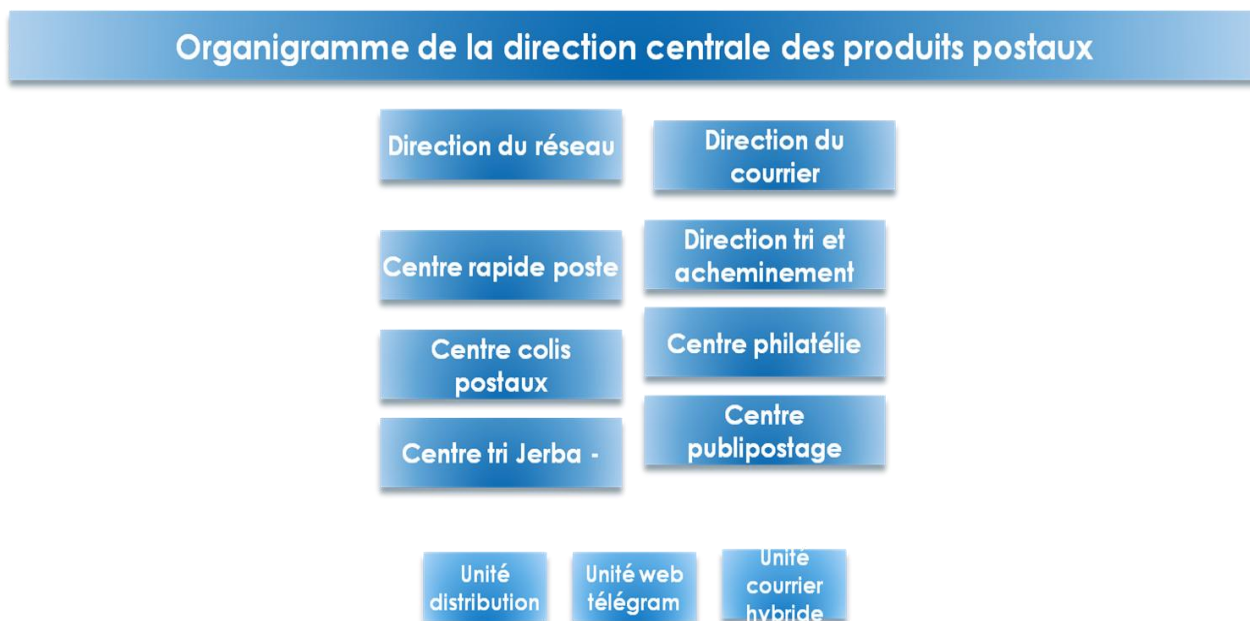 Organigramme de la direction centrale des produits postaux
Direction du réseau
Direction du
courrier
Centre rapide poste
Direction tri et
acheminement
Centre colis
postaux
Centre philatélie
Centre tri Jerba -
Centre
publipostage
Unité
distribution
Unité web
télégram
Unité
courrier
hybride